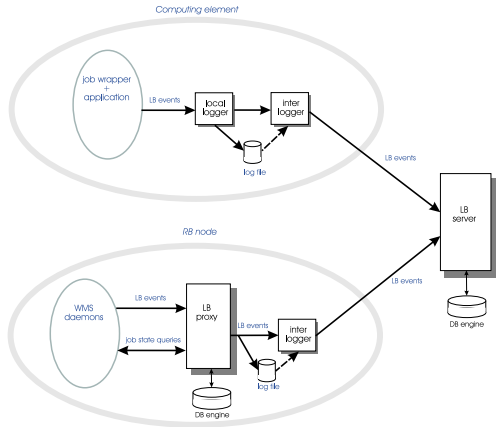 Computing element
job wrapper
+
application
LB events
local
logger
inter
logger
log file
LB events
LB
server
DB engine
RB node
WMS
daemons
LB events
job state queries
LB
proxy
LB events
inter
logger
log file
LB events
DB engine